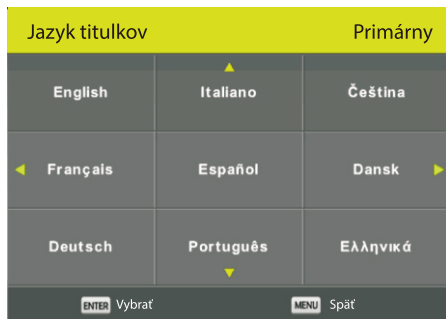 Jazyk titulkov Primárny
English Italiano Čeština
Français Español Dansk
Deutsch Português Ελληνικά
ENTER Vybrať MENU Späť